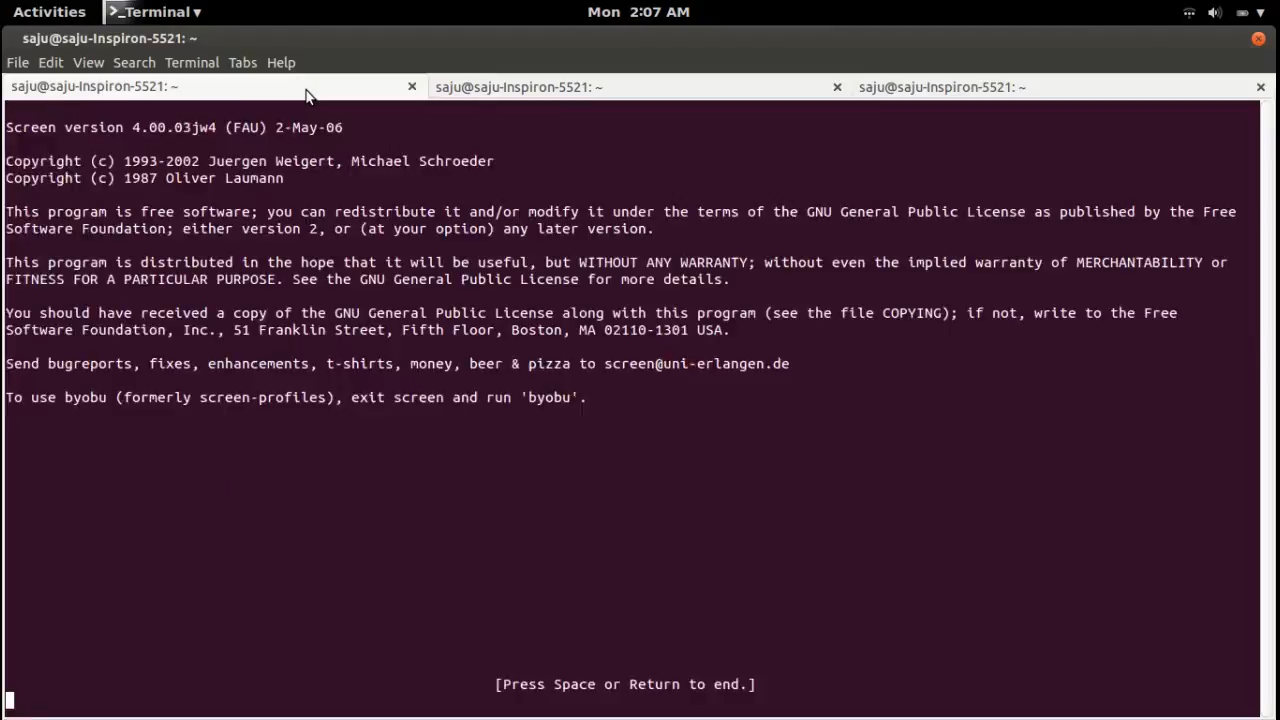 Activities >_Terminal▾ Mon 2:07 AM
saju@saju-Inspiron-5521: ~
File Edit View Search Terminal Tabs Help
saju@saju-Inspiron-5521: ~ saju@saju-Inspiron-5521: ~ saju@saju-Inspiron-5521: ~
Screen version 4.00.03jw4 (FAU) 2-May-06
Copyright (c) 1993-2002 Juergen Weigert, Michael Schroeder
Copyright (c) 1987 Oliver Laumann
This program is free software; you can redistribute it and/or modify it under the terms of the GNU General Public License as published by the Free
Software Foundation; either version 2, or (at your option) any later version.
This program is distributed in the hope that it will be useful, but WITHOUT ANY WARRANTY; without even the implied warranty of MERCHANTABILITY or
FITNESS FOR A PARTICULAR PURPOSE. See the GNU General Public License for more details.
You should have received a copy of the GNU General Public License along with this program (see the file COPYING); if not, write to the Free
Software Foundation, Inc., 51 Franklin Street, Fifth Floor, Boston, MA 02110-1301 USA.
Send bugreports, fixes, enhancements, t-shirts, money, beer & pizza to screen@uni-erlangen.de
To use byobu (formerly screen-profiles), exit screen and run 'byobu'.
[Press Space or Return to end.]